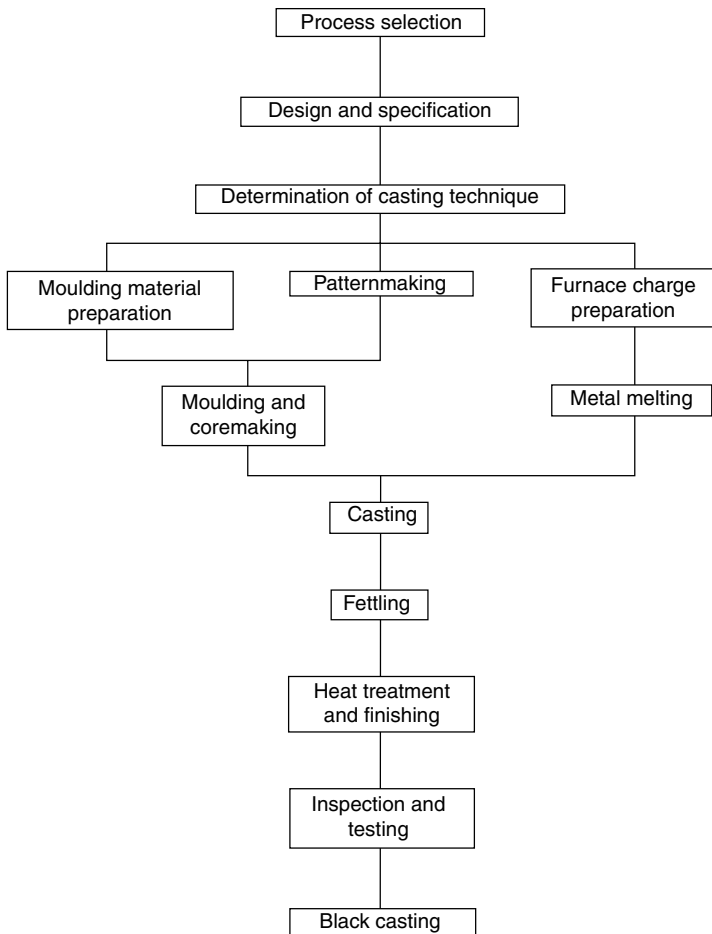 Process selection
Design and specification
Determination of casting technique
Moulding material
preparation
Patternmaking
Furnace charge
preparation
Moulding and
coremaking
Metal melting
Casting
Fettling
Heat treatment
and finishing
Inspection and
testing
Black casting